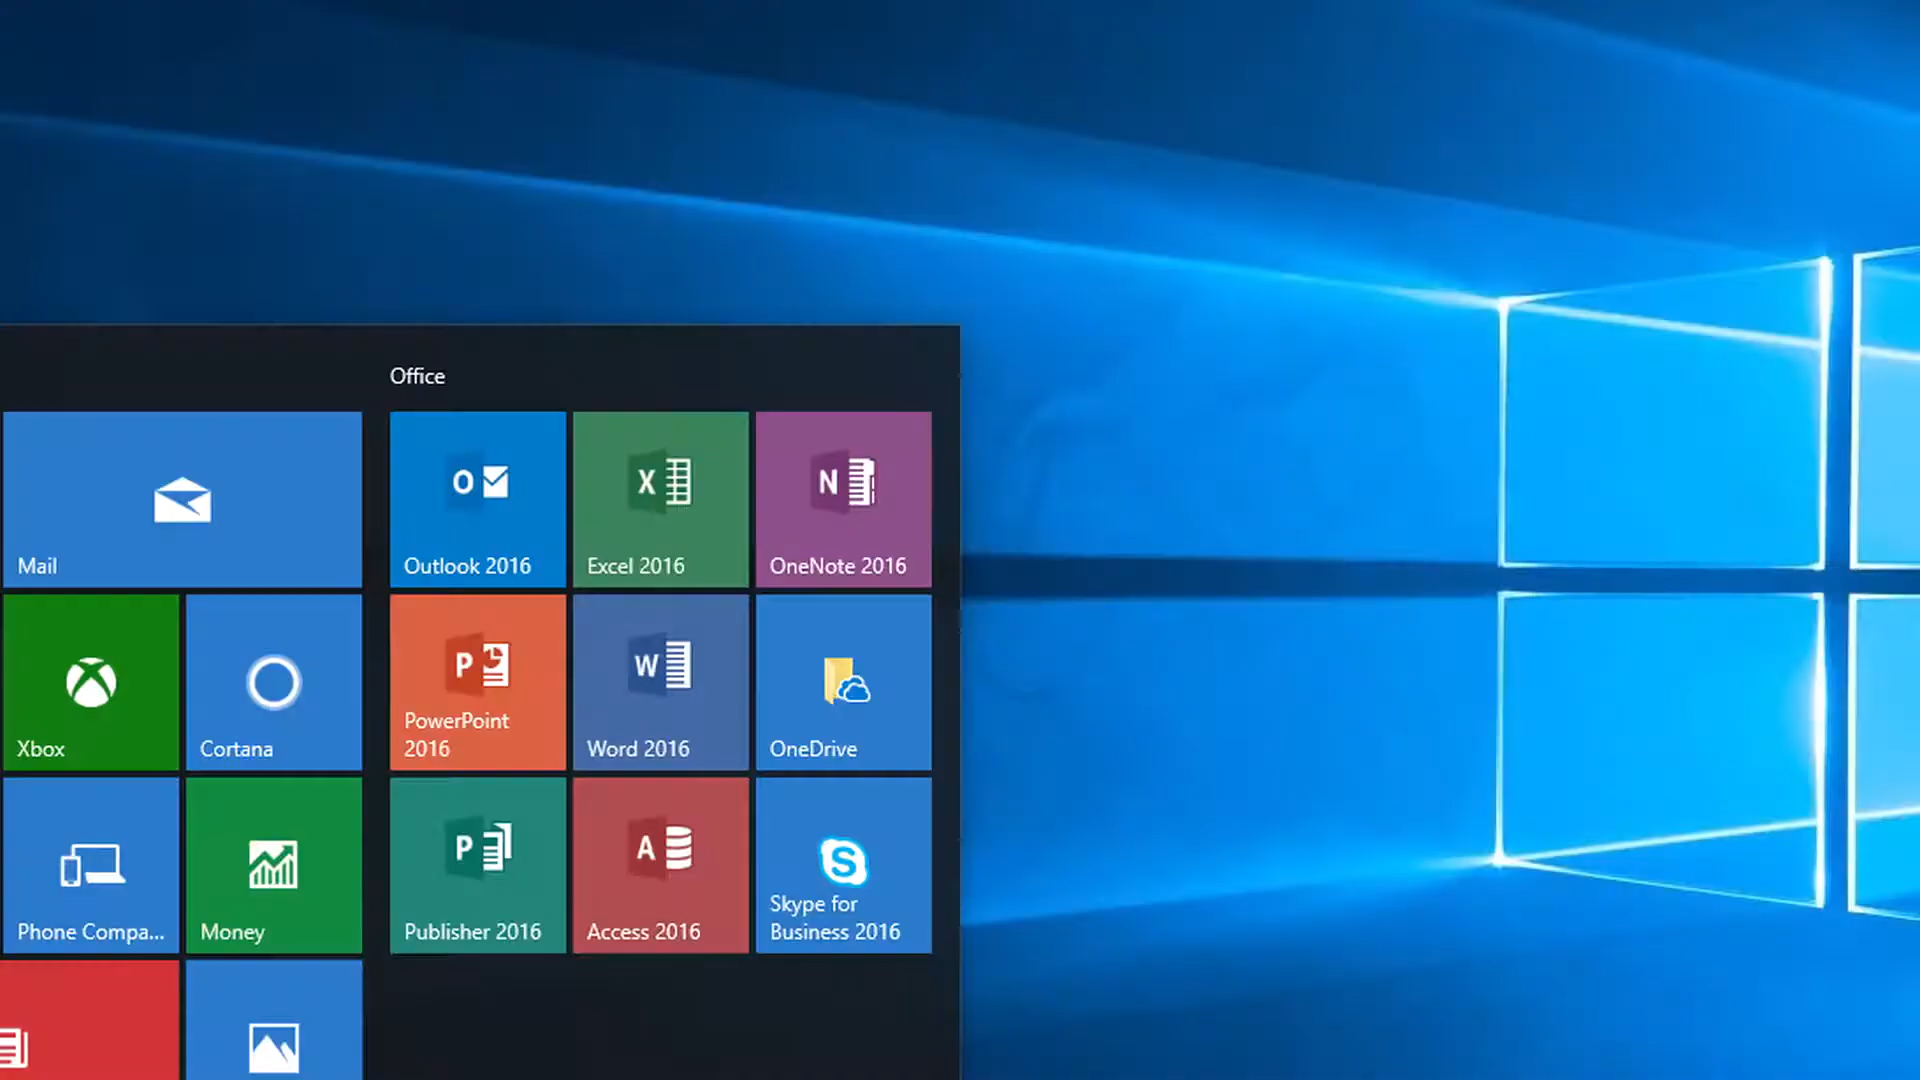 Office
Mail
Outlook 2016
Excel 2016
OneNote 2016
Xbox
Cortana
PowerPoint
2016
Word 2016
OneDrive
Phone Compa...
Money
Publisher 2016
Access 2016
Skype for
Business 2016